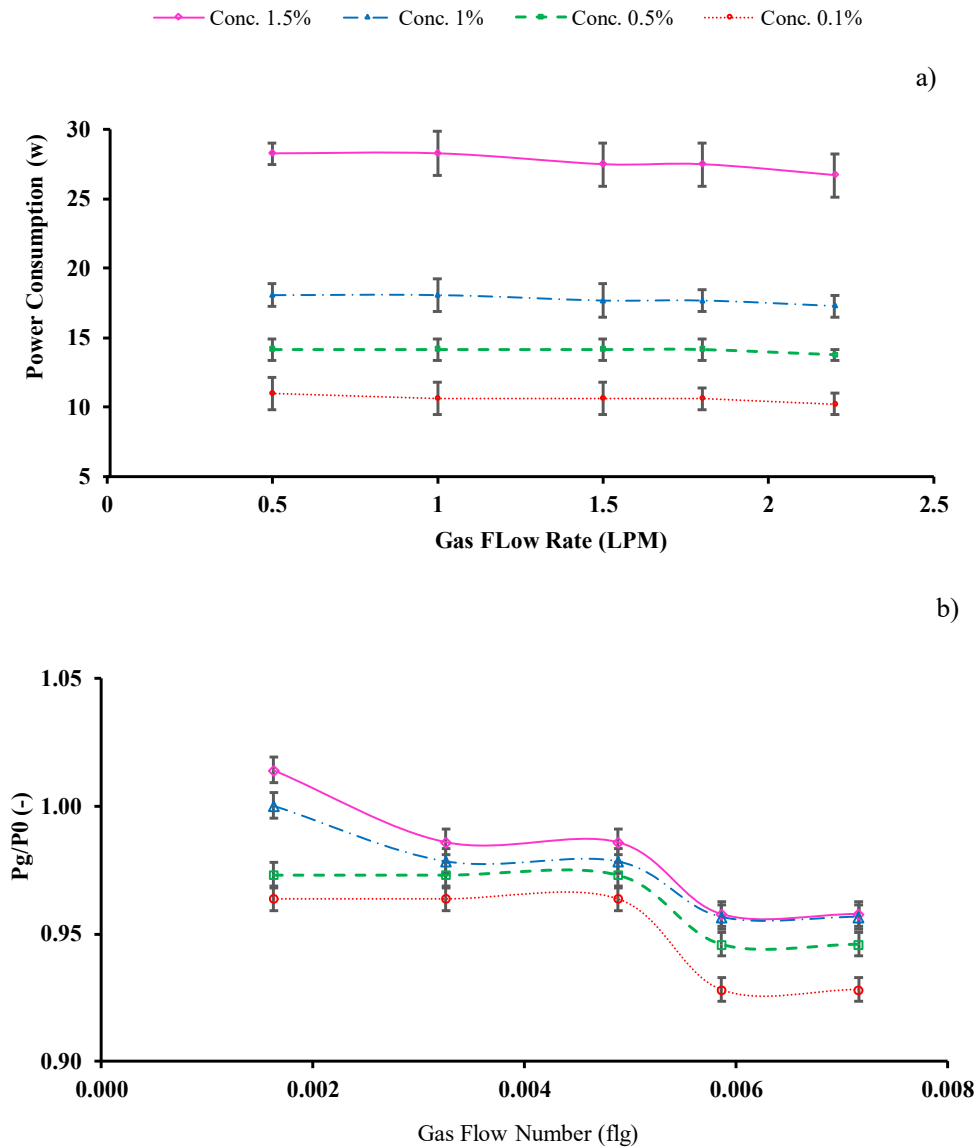 Conc. 1.5% Conc. 1% Conc. 0.5% Conc. 0.1%
a)
30
25
20
15
10
5
Power Consumption (w)
0 0.5 1 1.5 2 2.5
Gas FLow Rate (LPM)
b)
1.05
1.00
0.95
0.90
Pg/P0 (-)
0.000 0.002 0.004 0.006 0.008
Gas Flow Number (flg)